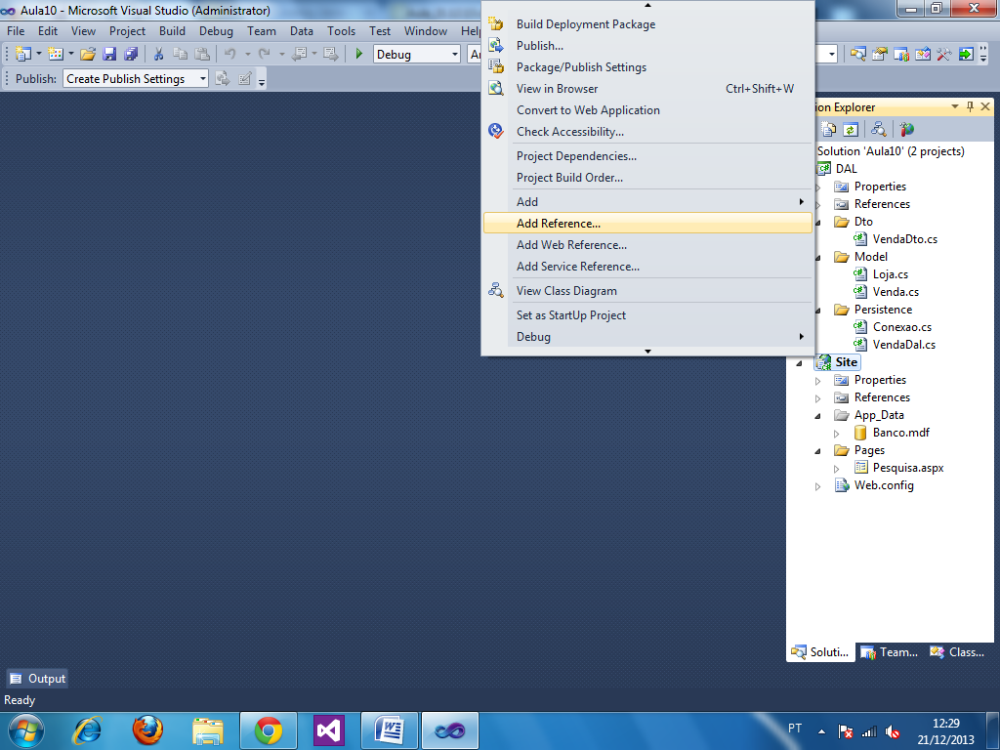 Aula10 - Microsoft Visual Studio (Administrator)
File Edit View Project Build Debug Team Data Tools Test Window Help
Debug
Publish: Create Publish Settings
Build Deployment Package
Publish...
Package/Publish Settings
View in Browser Ctrl+Shift+W
Convert to Web Application
Check Accessibility...
Project Dependencies...
Project Build Order...
Add
Add Reference...
Add Web Reference...
Add Service Reference...
View Class Diagram
Set as StartUp Project
Debug
ion Explorer
Solution 'Aula10' (2 projects)
DAL
Properties
References
Dto
VendaDto.cs
Model
Loja.cs
Venda.cs
Persistence
Conexao.cs
VendaDal.cs
Site
Properties
References
App_Data
Banco.mdf
Pages
Pesquisa.aspx
Web.config
Soluti... Team... Class...
Output
Ready
PT
12:29
21/12/2013